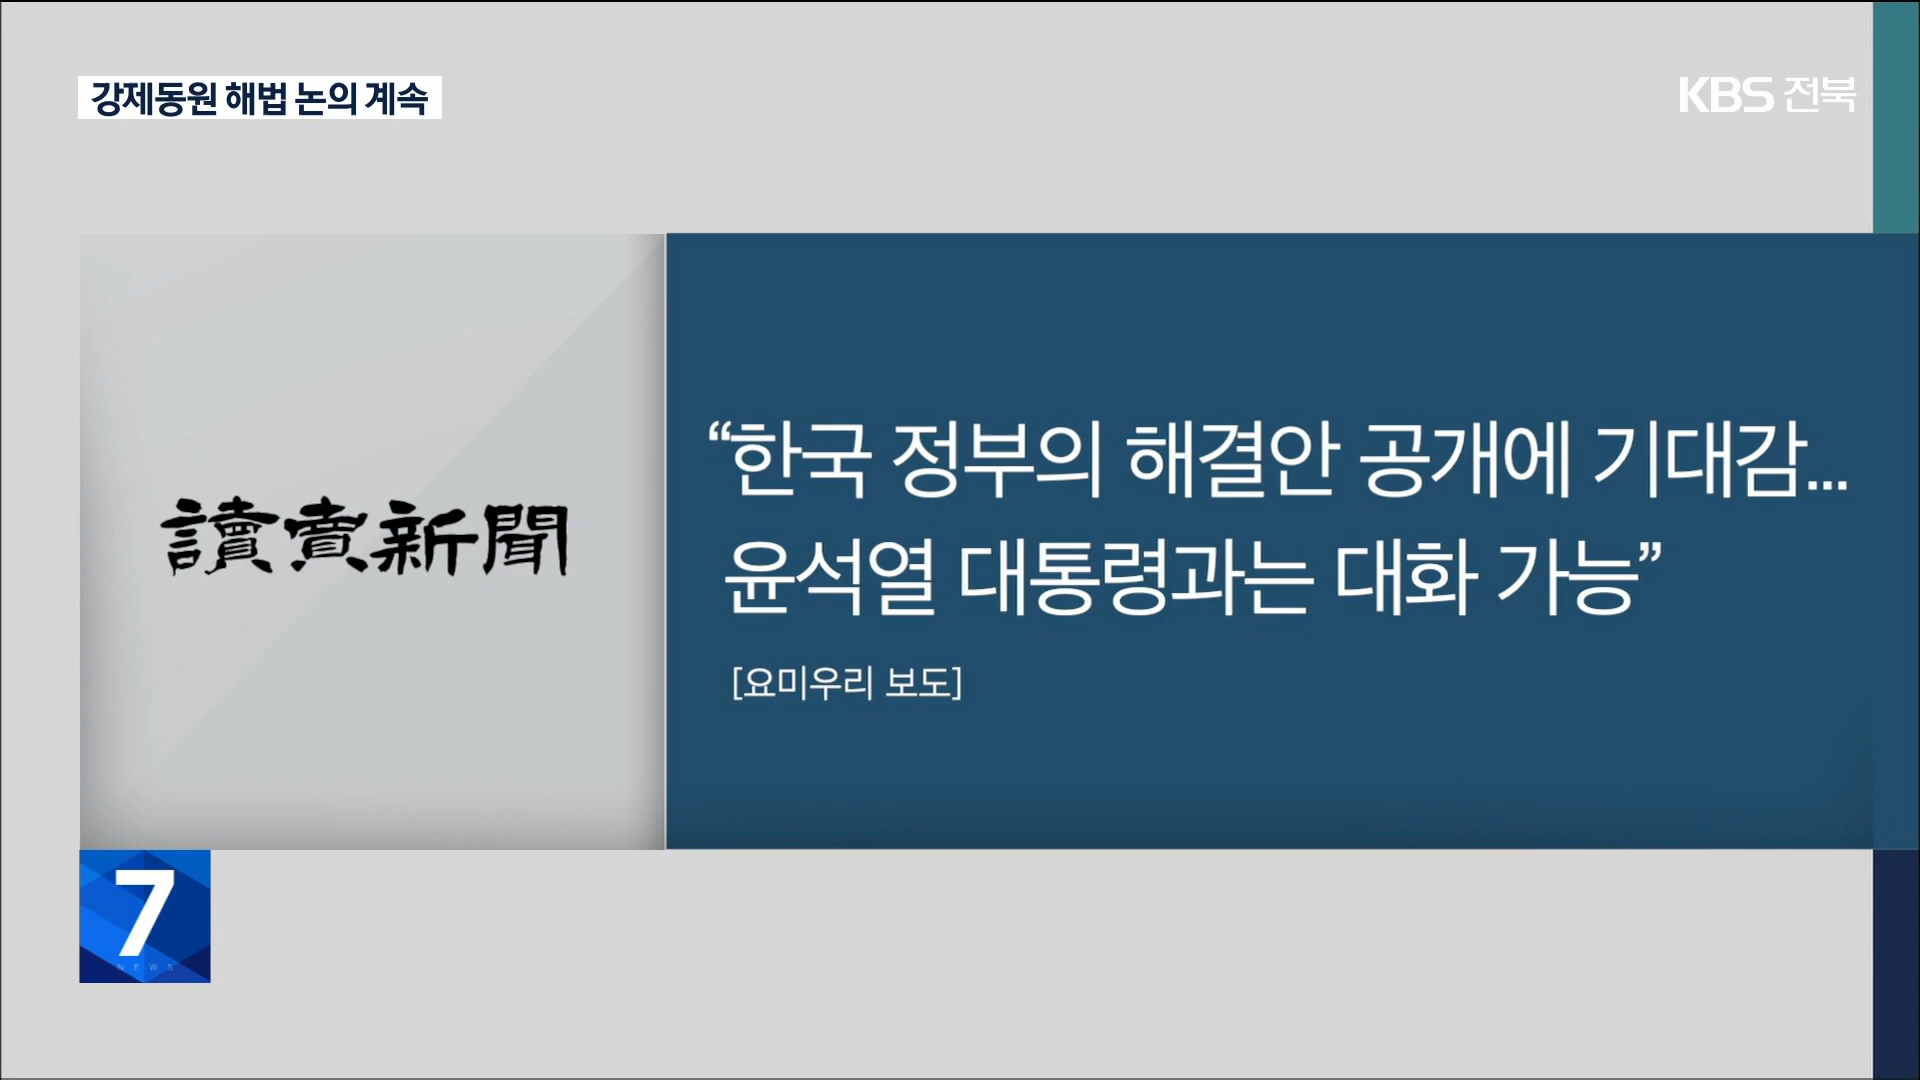 강제동원 해법 논의 계속
KBS 전북
讀賣新聞
“한국 정부의 해결안 공개에 기대감...
윤석열 대통령과는 대화 가능”
[요미우리 보도]
7
NEWS